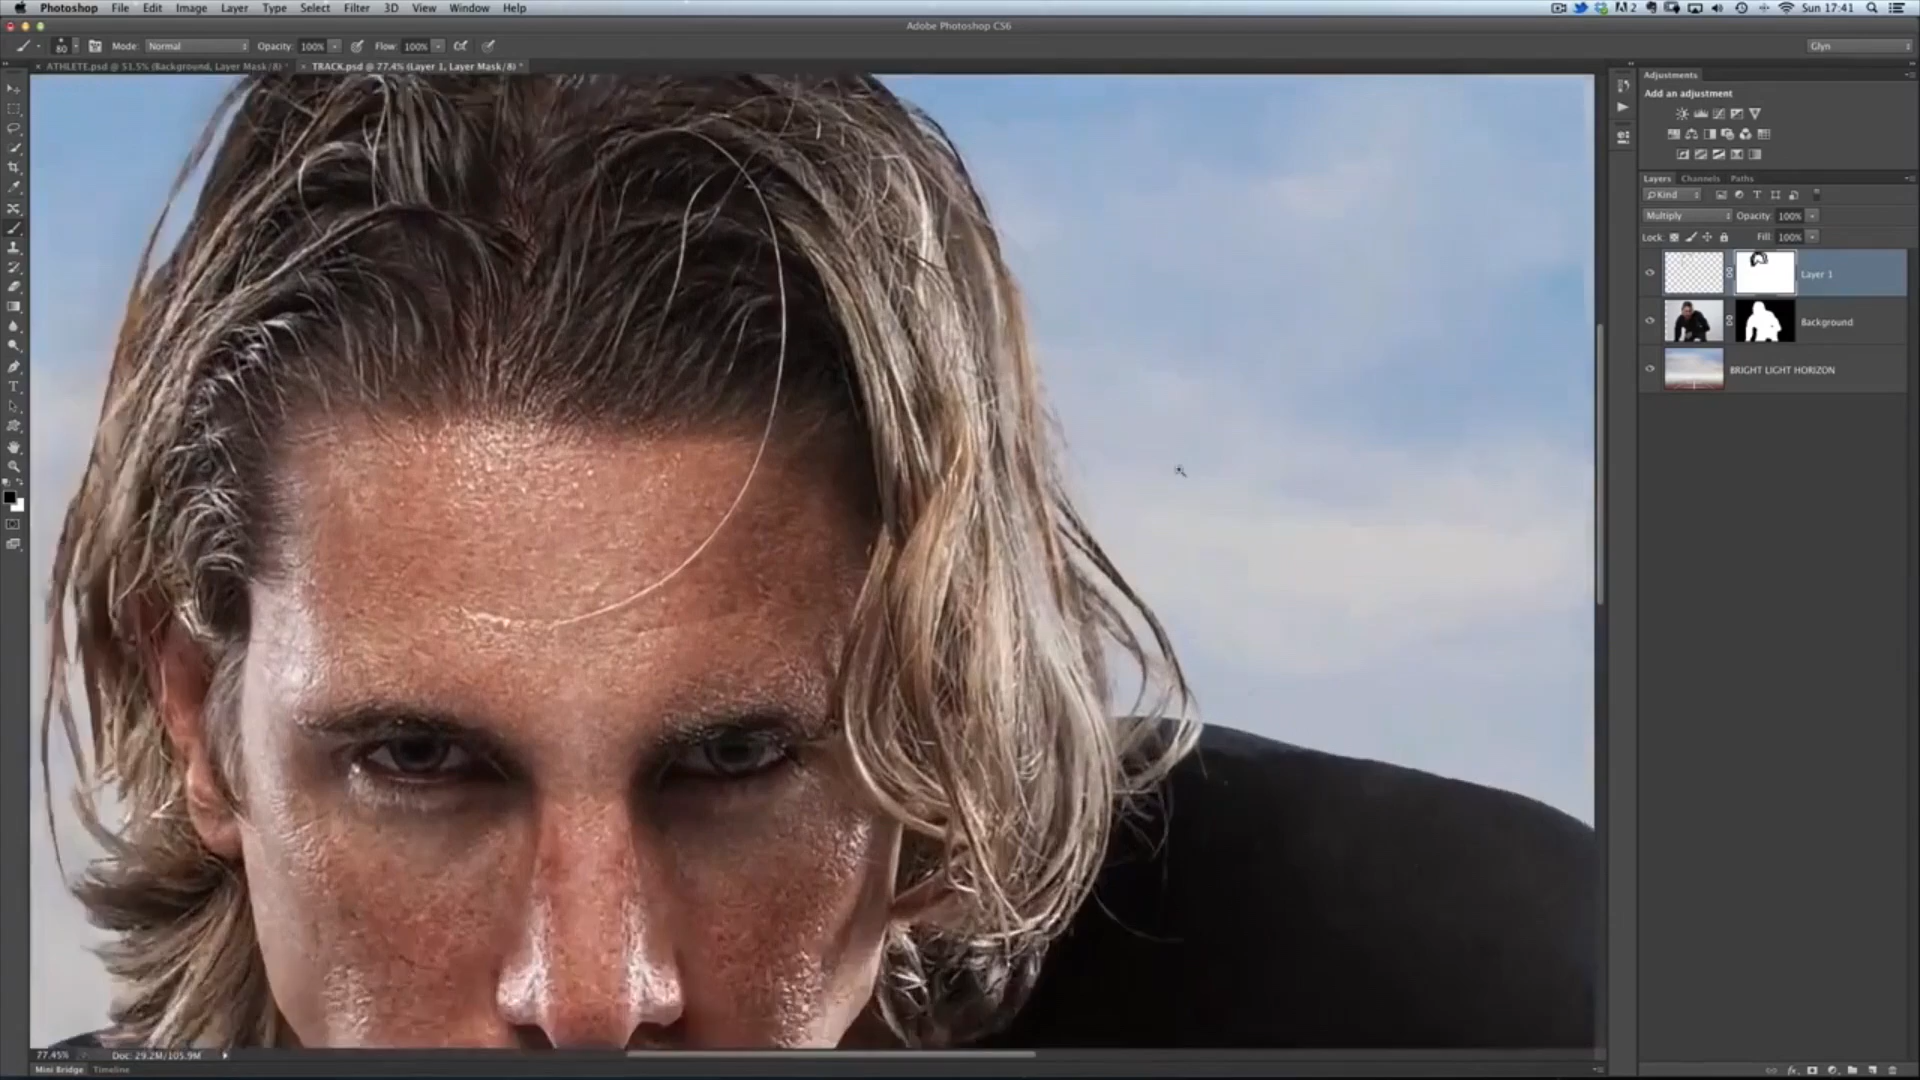 Photoshop File Edit Image Layer Type Select Filter 3D View Window Help 2 Sun 17:41
Adobe Photoshop CS6
80 Mode: Normal Opacity: 100% Flow: 100% Glyn
× ATHLETE.psd @ 51.5% (Background, Layer Mask/8) * × TRACK.psd @ 77.4% (Layer 1, Layer Mask/8) *
Adjustments
Add an adjustment
Layers Channels Paths
Kind
Multiply Opacity: 100%
Lock: Fill: 100%
Layer 1
Background
BRIGHT LIGHT HORIZON
77.45% Doc: 29.2M/105.9M
Mini Bridge Timeline